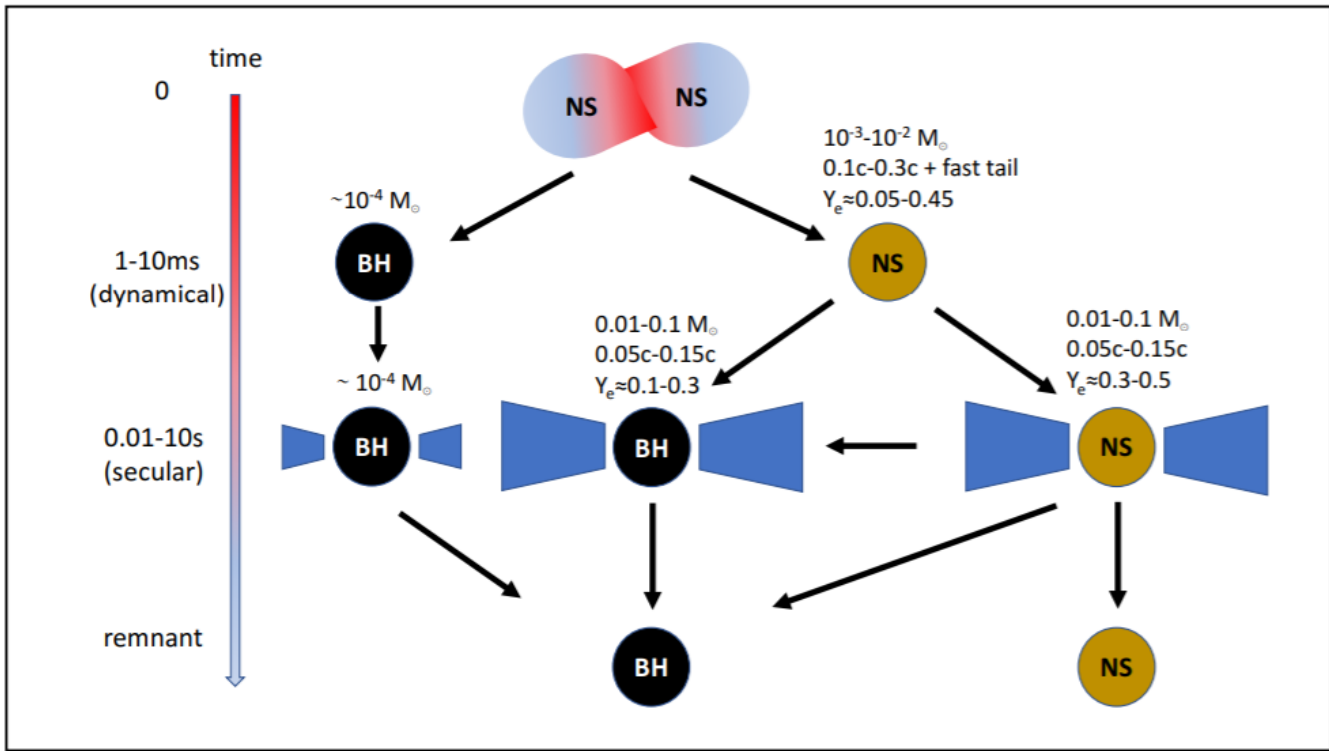 time
0
NS
NS
10⁻³-10⁻² M☉
0.1c-0.3c + fast tail
Yₑ≈0.05-0.45
~10⁻⁴ M☉
1-10ms
(dynamical)
BH
NS
0.01-0.1 M☉
0.05c-0.15c
Yₑ≈0.1-0.3
0.01-0.1 M☉
0.05c-0.15c
Yₑ≈0.3-0.5
~ 10⁻⁴ M☉
0.01-10s
(secular)
BH
BH
NS
remnant
BH
NS